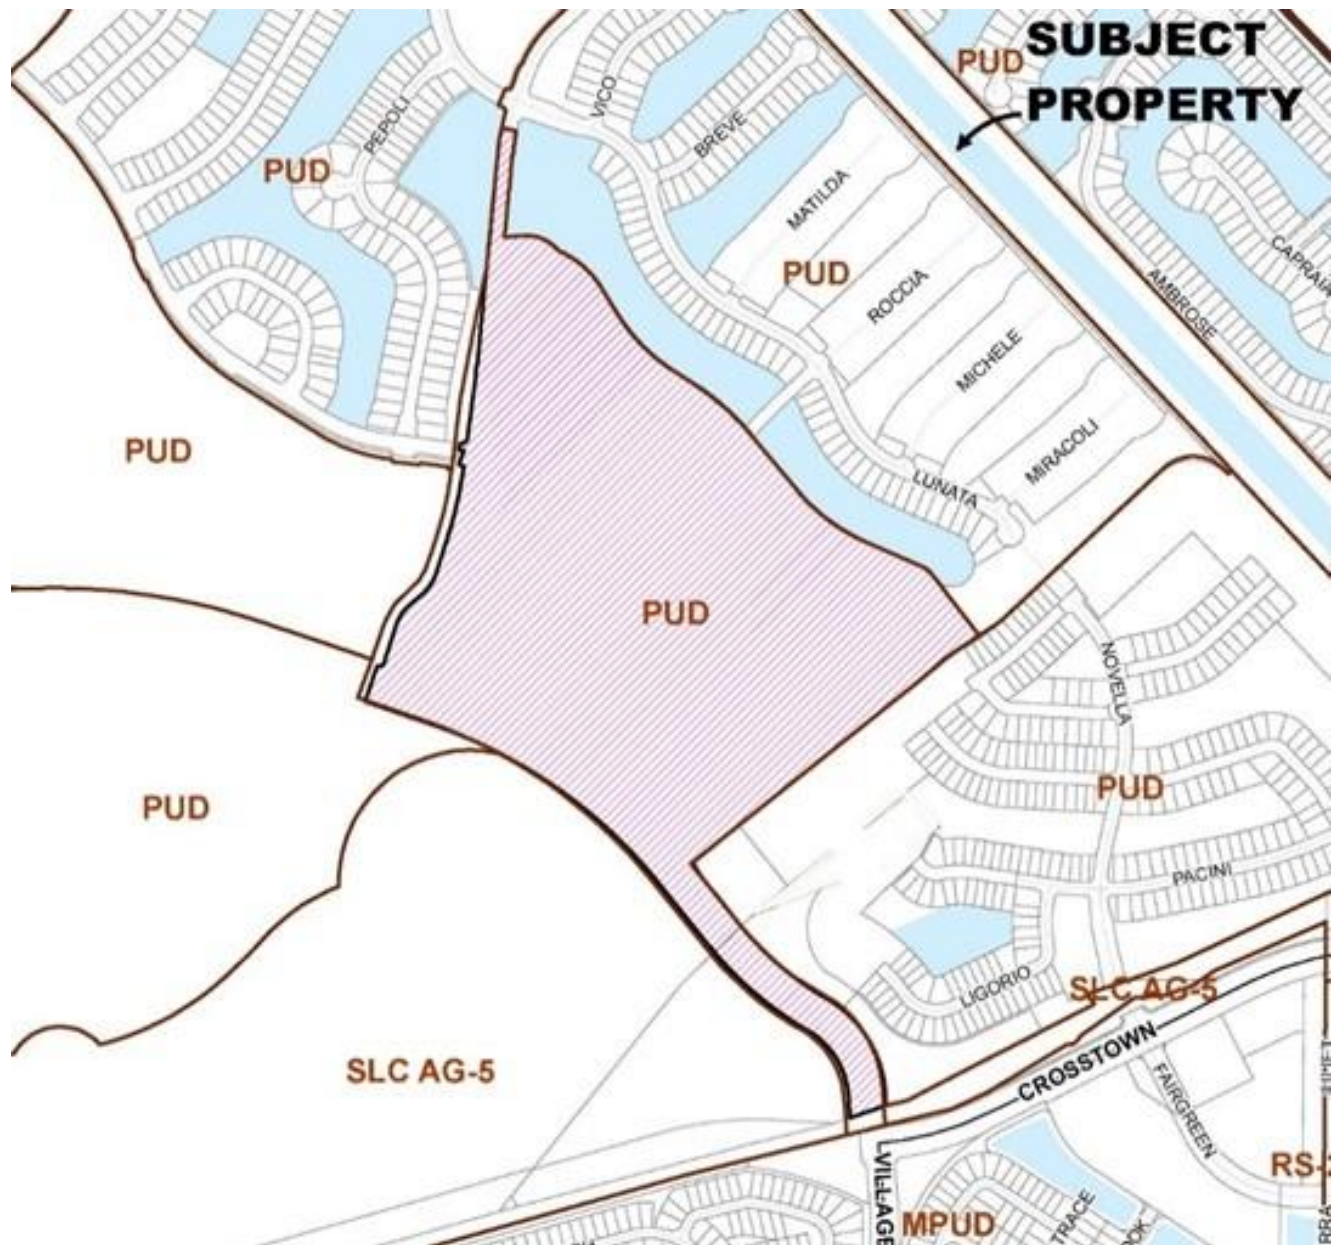 SUBJECT
PROPERTY
PUD
VICO
BREVE
PEPOLI
PUD
MATILDA
PUD
CAPRAIA
AMBROSE
ROCCIA
MICHELE
PUD
MIRACOLI
LUNATA
PUD
NOVELLA
PUD
PUD
PACINI
LIGORIO
SLC AG-5
SLC AG-5
CROSSTOWN
FAIRGREEN
VILLAGE
RS-
MPUD
TRACE